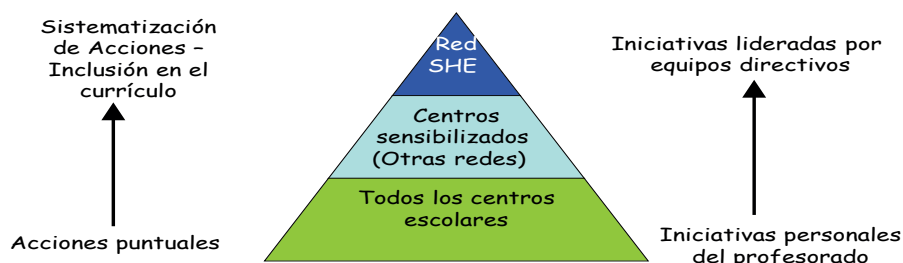 Sistematización
de Acciones –
Inclusión en el
currículo
Acciones puntuales
Red
SHE
Centros
sensibilizados
(Otras redes)
Todos los centros
escolares
Iniciativas lideradas por
equipos directivos
Iniciativas personales
del profesorado